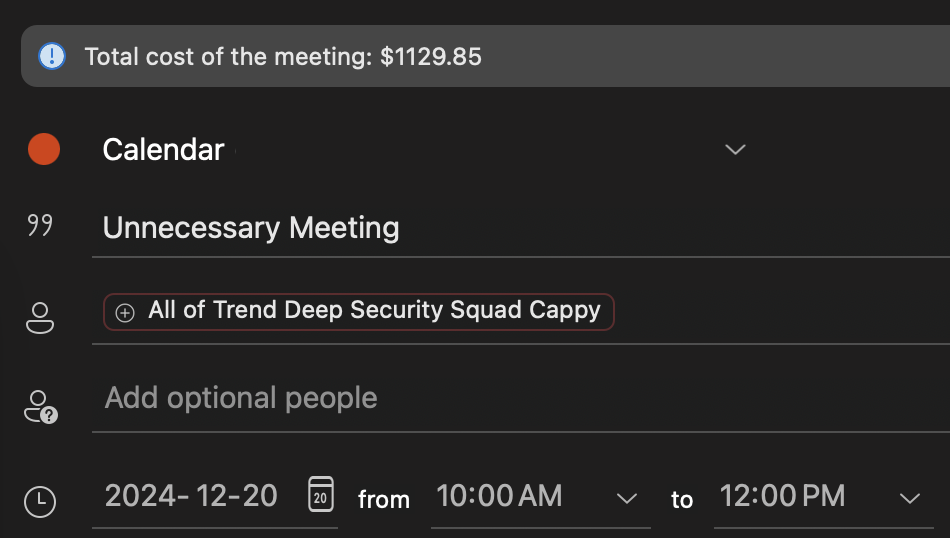 Total cost of the meeting: $1129.85
Calendar
Unnecessary Meeting
All of Trend Deep Security Squad Cappy
Add optional people
2024-12-20 20 from 10:00 AM to 12:00 PM